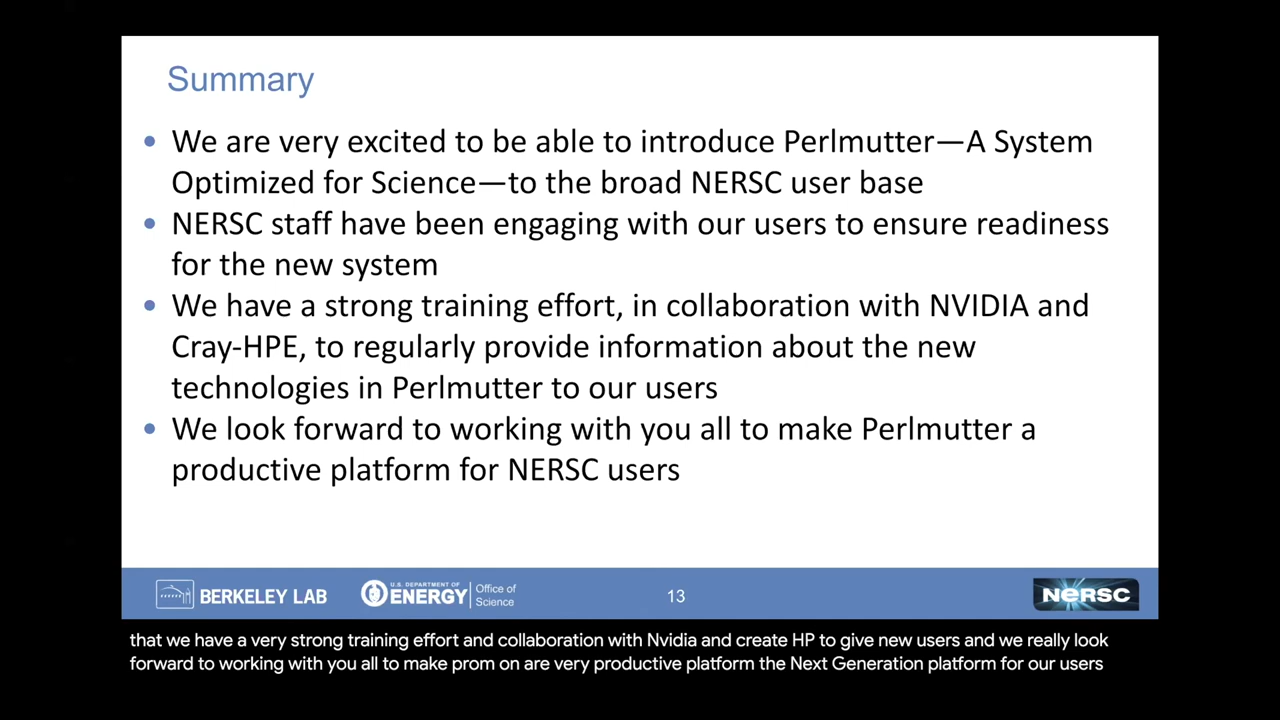 Summary
• We are very excited to be able to introduce Perlmutter—A System
Optimized for Science—to the broad NERSC user base
• NERSC staff have been engaging with our users to ensure readiness
for the new system
• We have a strong training effort, in collaboration with NVIDIA and
Cray-HPE, to regularly provide information about the new
technologies in Perlmutter to our users
• We look forward to working with you all to make Perlmutter a
productive platform for NERSC users
BERKELEY LAB
U.S. DEPARTMENT OF
ENERGY
Office of
Science
13
NERSC
that we have a very strong training effort and collaboration with Nvidia and create HP to give new users and we really look
forward to working with you all to make prom on are very productive platform the Next Generation platform for our users